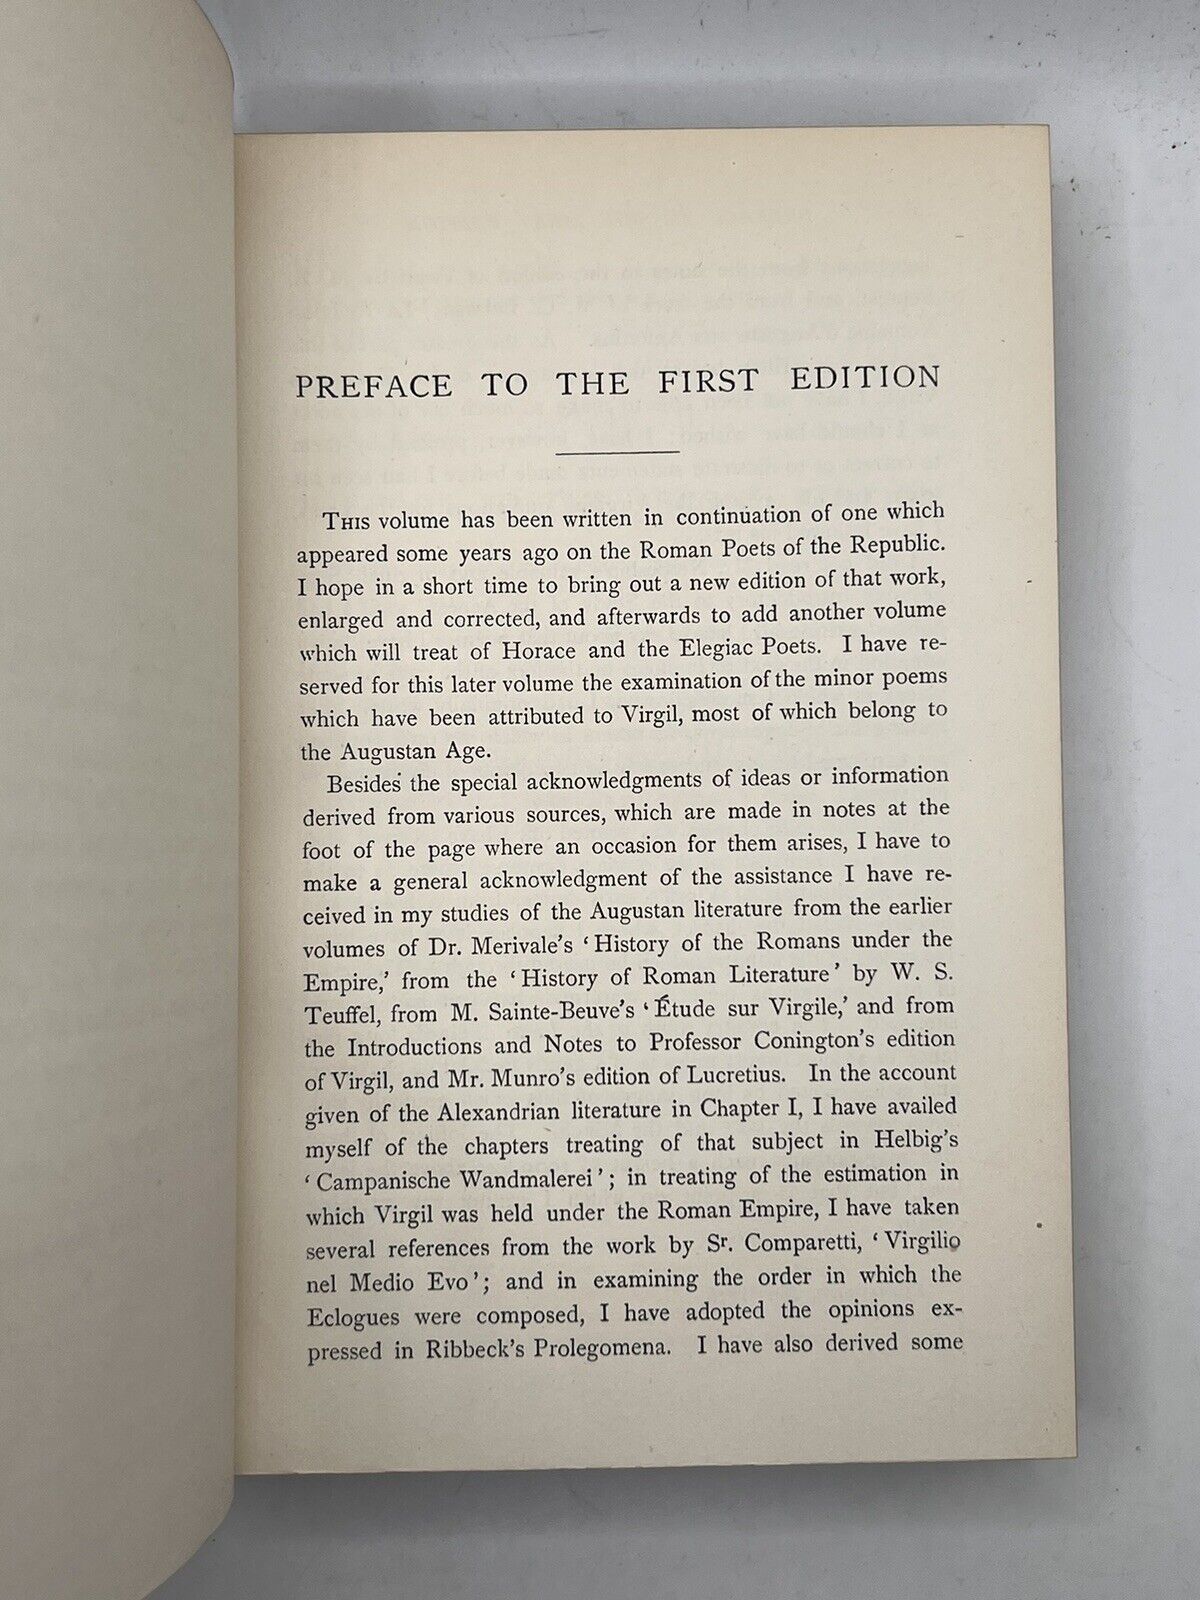 PREFACE TO THE FIRST EDITION
THIS volume has been written in continuation of one which
appeared some years ago on the Roman Poets of the Republic.
I hope in a short time to bring out a new edition of that work,
enlarged and corrected, and afterwards to add another volume
which will treat of Horace and the Elegiac Poets. I have re-
served for this later volume the examination of the minor poems
which have been attributed to Virgil, most of which belong to
the Augustan Age.
Besides the special acknowledgments of ideas or information
derived from various sources, which are made in notes at the
foot of the page where an occasion for them arises, I have to
make a general acknowledgment of the assistance I have re-
ceived in my studies of the Augustan literature from the earlier
volumes of Dr. Merivale's ‘History of the Romans under the
Empire,’ from the ‘History of Roman Literature’ by W. S.
Teuffel, from M. Sainte-Beuve's ‘Étude sur Virgile,’ and from
the Introductions and Notes to Professor Conington's edition
of Virgil, and Mr. Munro's edition of Lucretius. In the account
given of the Alexandrian literature in Chapter I, I have availed
myself of the chapters treating of that subject in Helbig's
‘Campanische Wandmalerei’; in treating of the estimation in
which Virgil was held under the Roman Empire, I have taken
several references from the work by Sr. Comparetti, ‘Virgilio
nel Medio Evo’; and in examining the order in which the
Eclogues were composed, I have adopted the opinions ex-
pressed in Ribbeck's Prolegomena. I have also derived some